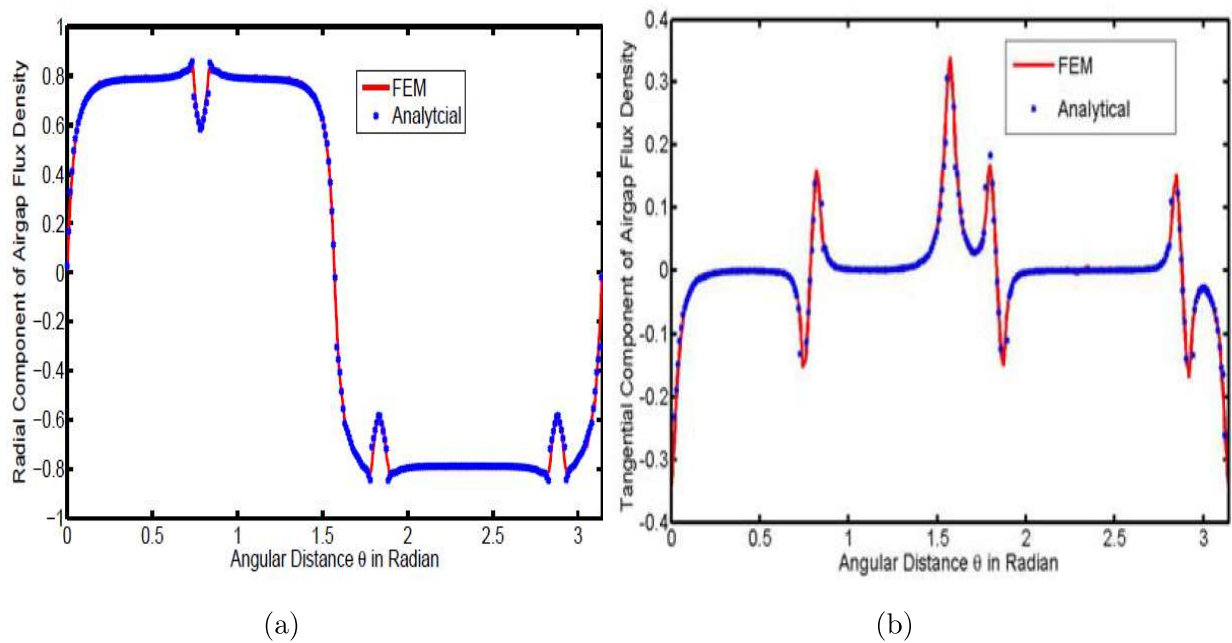 Radial Component of Airgap Flux Density
1
0.8
0.6
0.4
0.2
0
−0.2
−0.4
−0.6
−0.8
−1
FEM
Analytcial
0 0.5 1 1.5 2 2.5 3
Angular Distance θ in Radian
(a)
Tangential Component of Airgap Flux Density
0.4
0.3
0.2
0.1
0
-0.1
-0.2
-0.3
-0.4
FEM
Analytical
0 0.5 1 1.5 2 2.5 3
Angular Distance θ in Radian
(b)